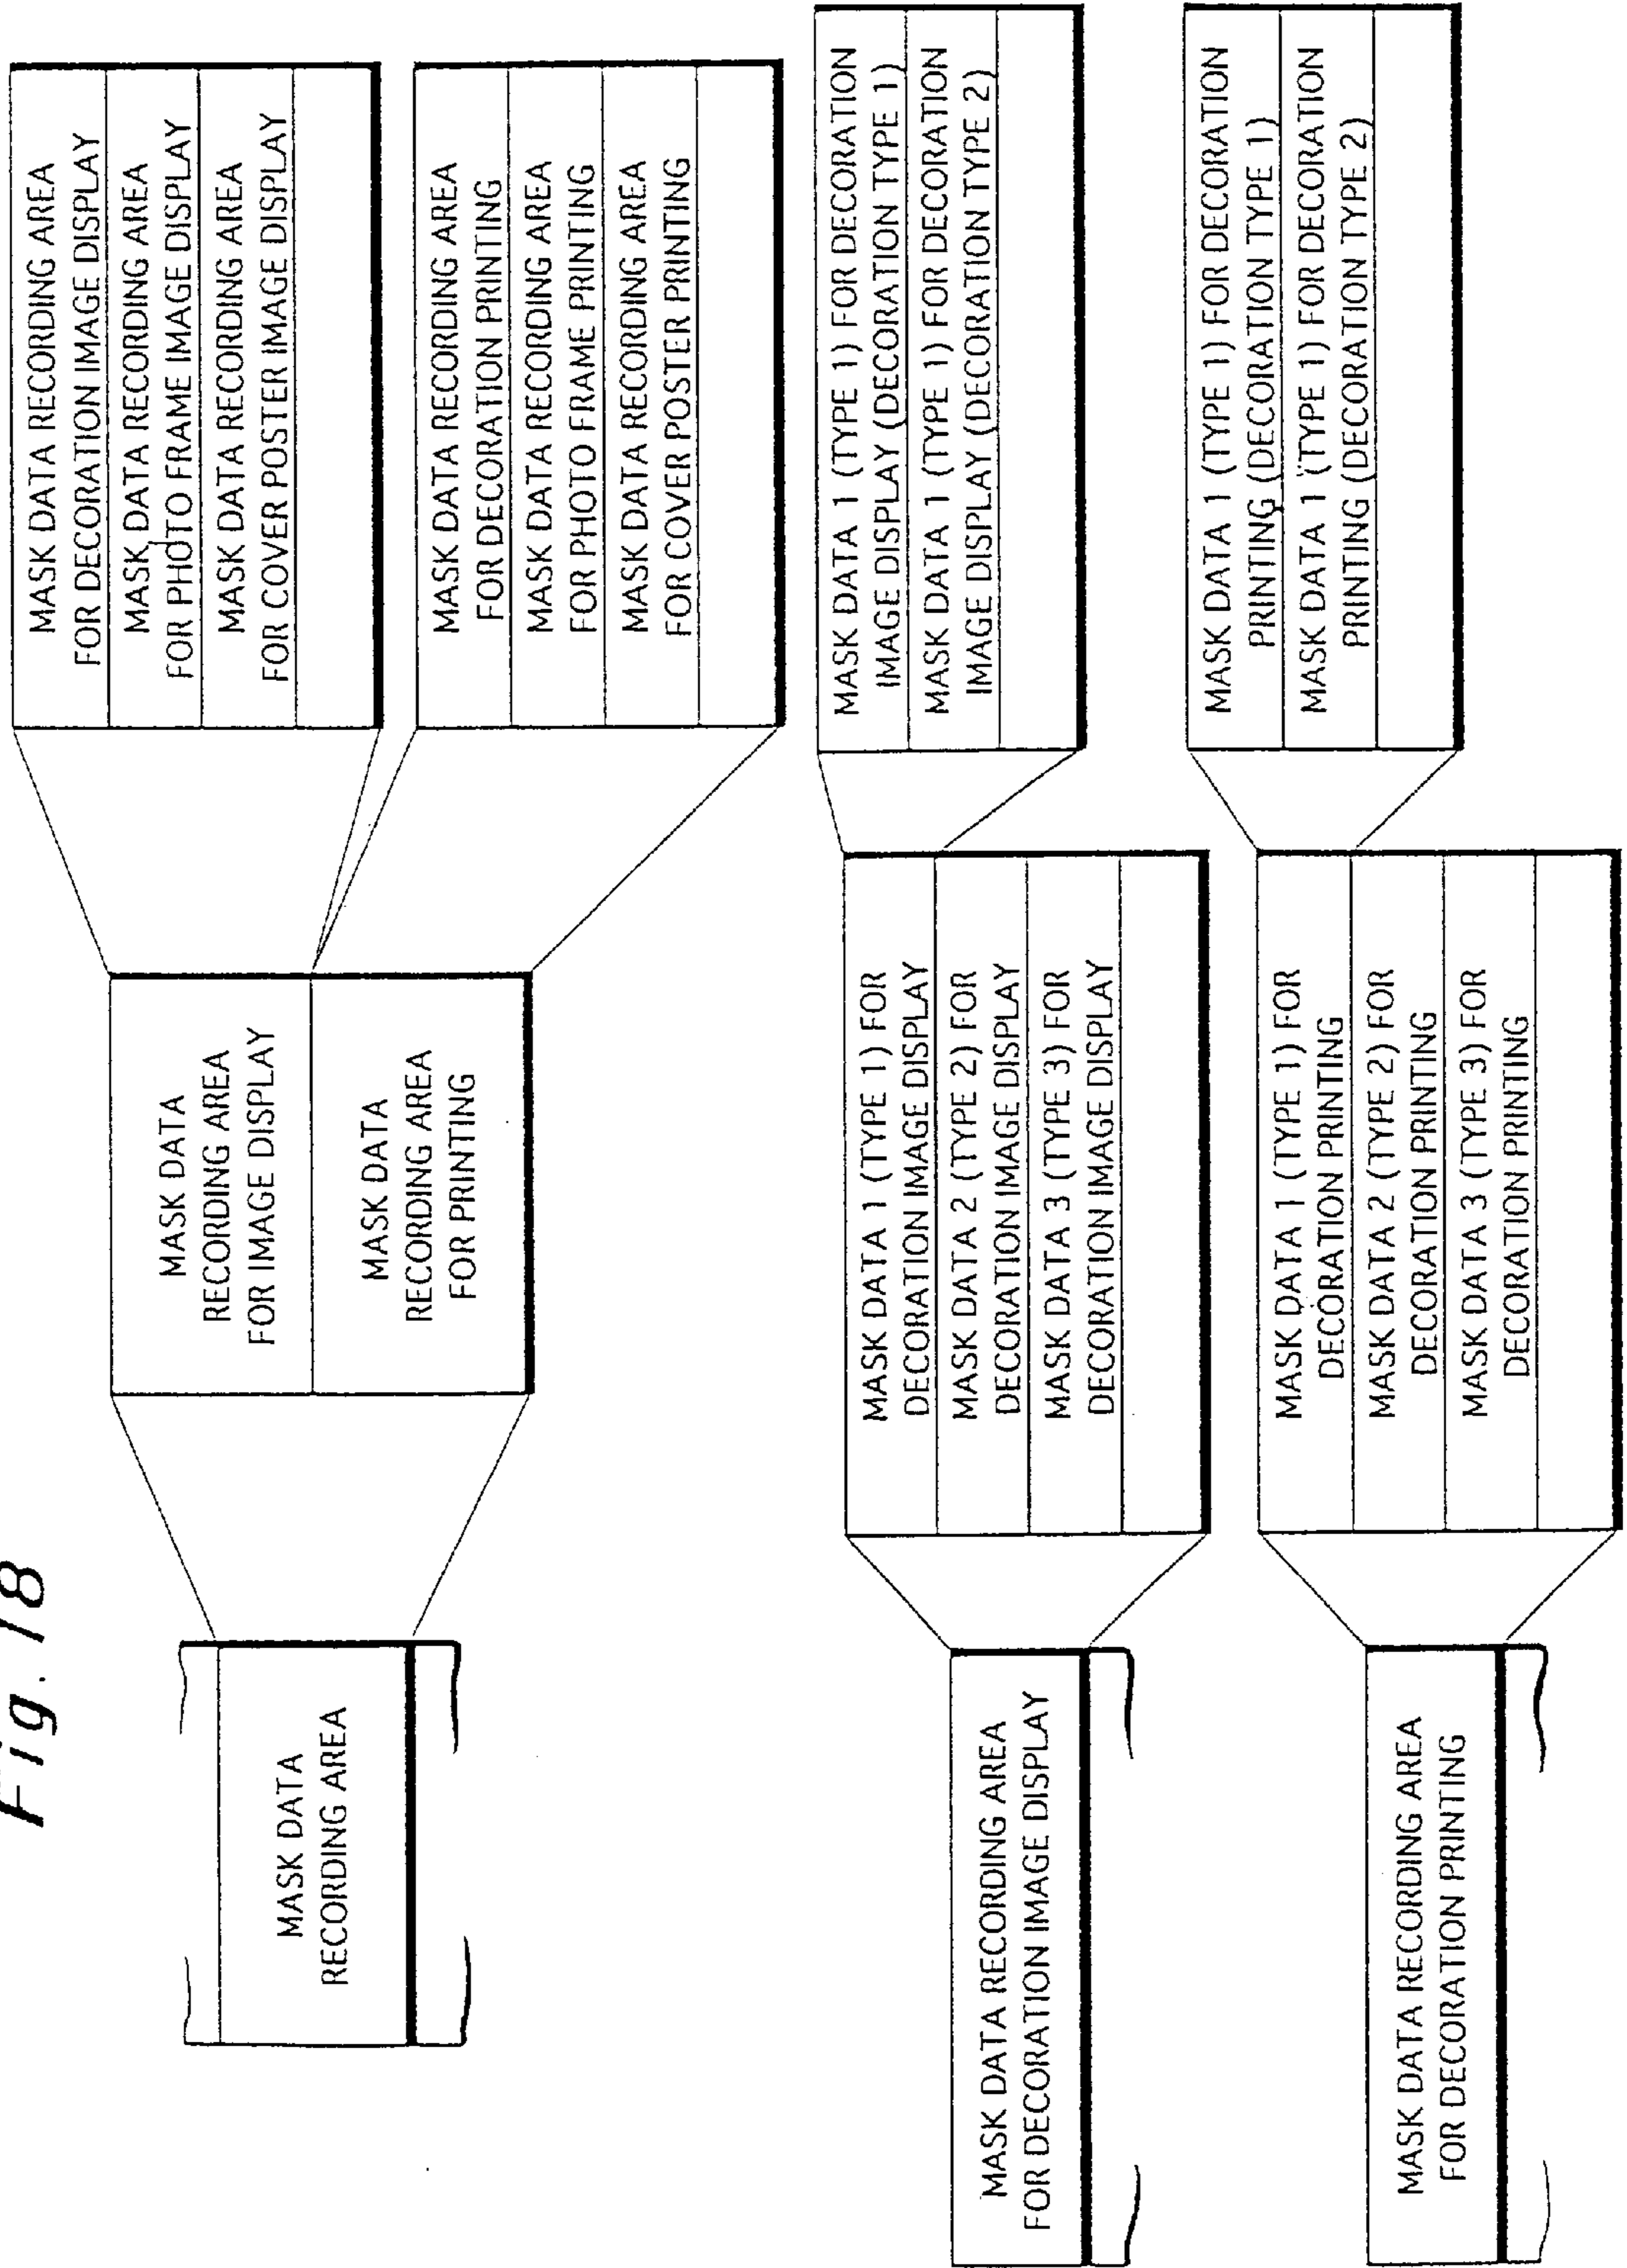 Fig. 18
MASK DATA
RECORDING AREA
MASK DATA
RECORDING AREA
FOR IMAGE DISPLAY
MASK DATA
RECORDING AREA
FOR PRINTING
MASK DATA RECORDING AREA
FOR DECORATION IMAGE DISPLAY
MASK DATA RECORDING AREA
FOR PHOTO FRAME IMAGE DISPLAY
MASK DATA RECORDING AREA
FOR COVER POSTER IMAGE DISPLAY
MASK DATA RECORDING AREA
FOR DECORATION PRINTING
MASK DATA RECORDING AREA
FOR PHOTO FRAME PRINTING
MASK DATA RECORDING AREA
FOR COVER POSTER PRINTING
MASK DATA RECORDING AREA
FOR DECORATION IMAGE DISPLAY
MASK DATA 1 (TYPE 1) FOR
DECORATION IMAGE DISPLAY
MASK DATA 2 (TYPE 2) FOR
DECORATION IMAGE DISPLAY
MASK DATA 3 (TYPE 3) FOR
DECORATION IMAGE DISPLAY
MASK DATA 1 (TYPE 1) FOR DECORATION
IMAGE DISPLAY (DECORATION TYPE 1)
MASK DATA 1 (TYPE 1) FOR DECORATION
IMAGE DISPLAY (DECORATION TYPE 2)
MASK DATA RECORDING AREA
FOR DECORATION PRINTING
MASK DATA 1 (TYPE 1) FOR
DECORATION PRINTING
MASK DATA 2 (TYPE 2) FOR
DECORATION PRINTING
MASK DATA 3 (TYPE 3) FOR
DECORATION PRINTING
MASK DATA 1 (TYPE 1) FOR DECORATION
PRINTING (DECORATION TYPE 1)
MASK DATA 1 (TYPE 1) FOR DECORATION
PRINTING (DECORATION TYPE 2)